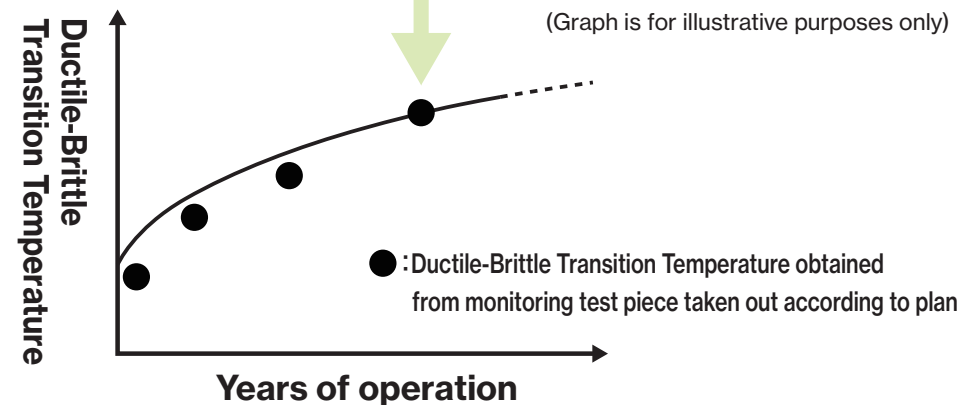 (Graph is for illustrative purposes only)
Ductile-Brittle
Transition Temperature
:Ductile-Brittle Transition Temperature obtained
from monitoring test piece taken out according to plan
Years of operation